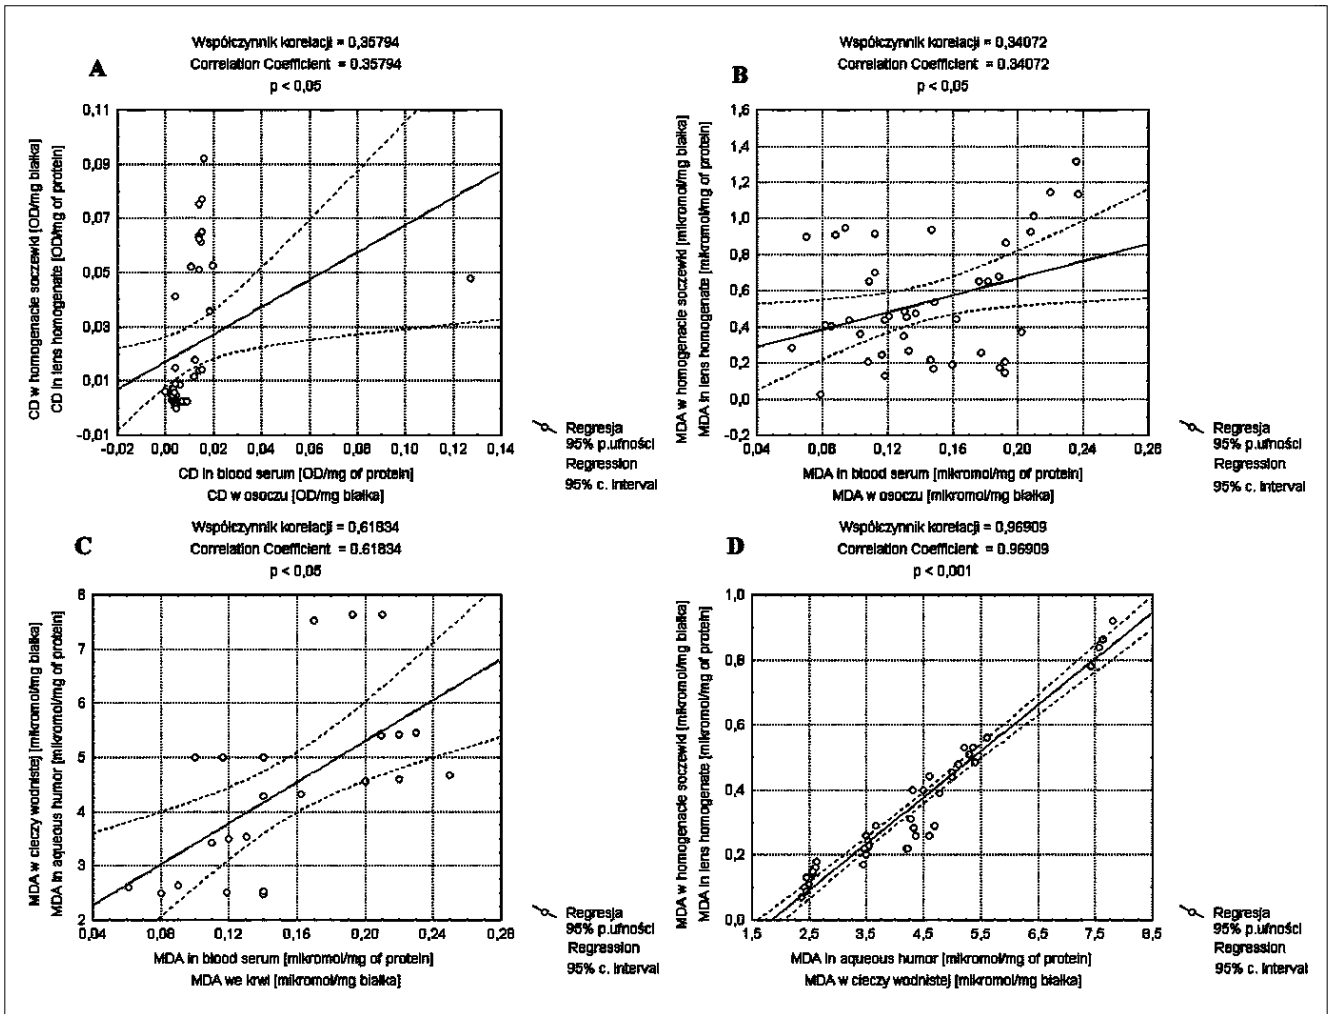 Współczynnik korelacji = 0,35794
Correlation Coefficient = 0.35794
p < 0,05
A
CD w homogenacie soczewki [OD/mg białka]
CD in lens homogenate [OD/mg of protein]
0,11
0,09
0,07
0,05
0,03
0,01
-0,01
-0,02
0,00
0,02
0,04
0,06
0,08
0,10
0,12
0,14
CD in blood serum [OD/mg of protein]
CD w osoczu [OD/mg białka]
Regresja
95% p.ufności
Regression
95% c. interval
Współczynnik korelacji = 0,34072
Correlation Coefficient = 0.34072
p < 0,05
B
MDA w homogenacie soczewki [mikromol/mg białka]
MDA in lens homogenate [mikromol/mg of protein]
1,6
1,4
1,2
1,0
0,8
0,6
0,4
0,2
0,0
-0,2
0,04
0,08
0,12
0,16
0,20
0,24
0,28
MDA in blood serum [mikromol/mg of protein]
MDA w osoczu [mikromol/mg białka]
Regresja
95% p.ufności
Regression
95% c. interval
Współczynnik korelacji = 0,61834
Correlation Coefficient = 0.61834
p < 0,05
C
MDA w cieczy wodnistej [mikromol/mg białka]
MDA in aqueous humor [mikromol/mg of protein]
8
7
6
5
4
3
2
0,04
0,08
0,12
0,16
0,20
0,24
0,28
MDA in blood serum [mikromol/mg of protein]
MDA we krwi [mikromol/mg białka]
Regresja
95% p.ufności
Regression
95% c. interval
Współczynnik korelacji = 0,96909
Correlation Coefficient = 0.96909
p < 0,001
D
MDA w homogenacie soczewki [mikromol/mg białka]
MDA in lens homogenate [mikromol/mg of protein]
1,0
0,8
0,6
0,4
0,2
0,0
1,5
2,5
3,5
4,5
5,5
6,5
7,5
8,5
MDA in aqueous humor [mikromol/mg of protein]
MDA w cieczy wodnistej [mikromol/mg białka]
Regresja
95% p.ufności
Regression
95% c. interval